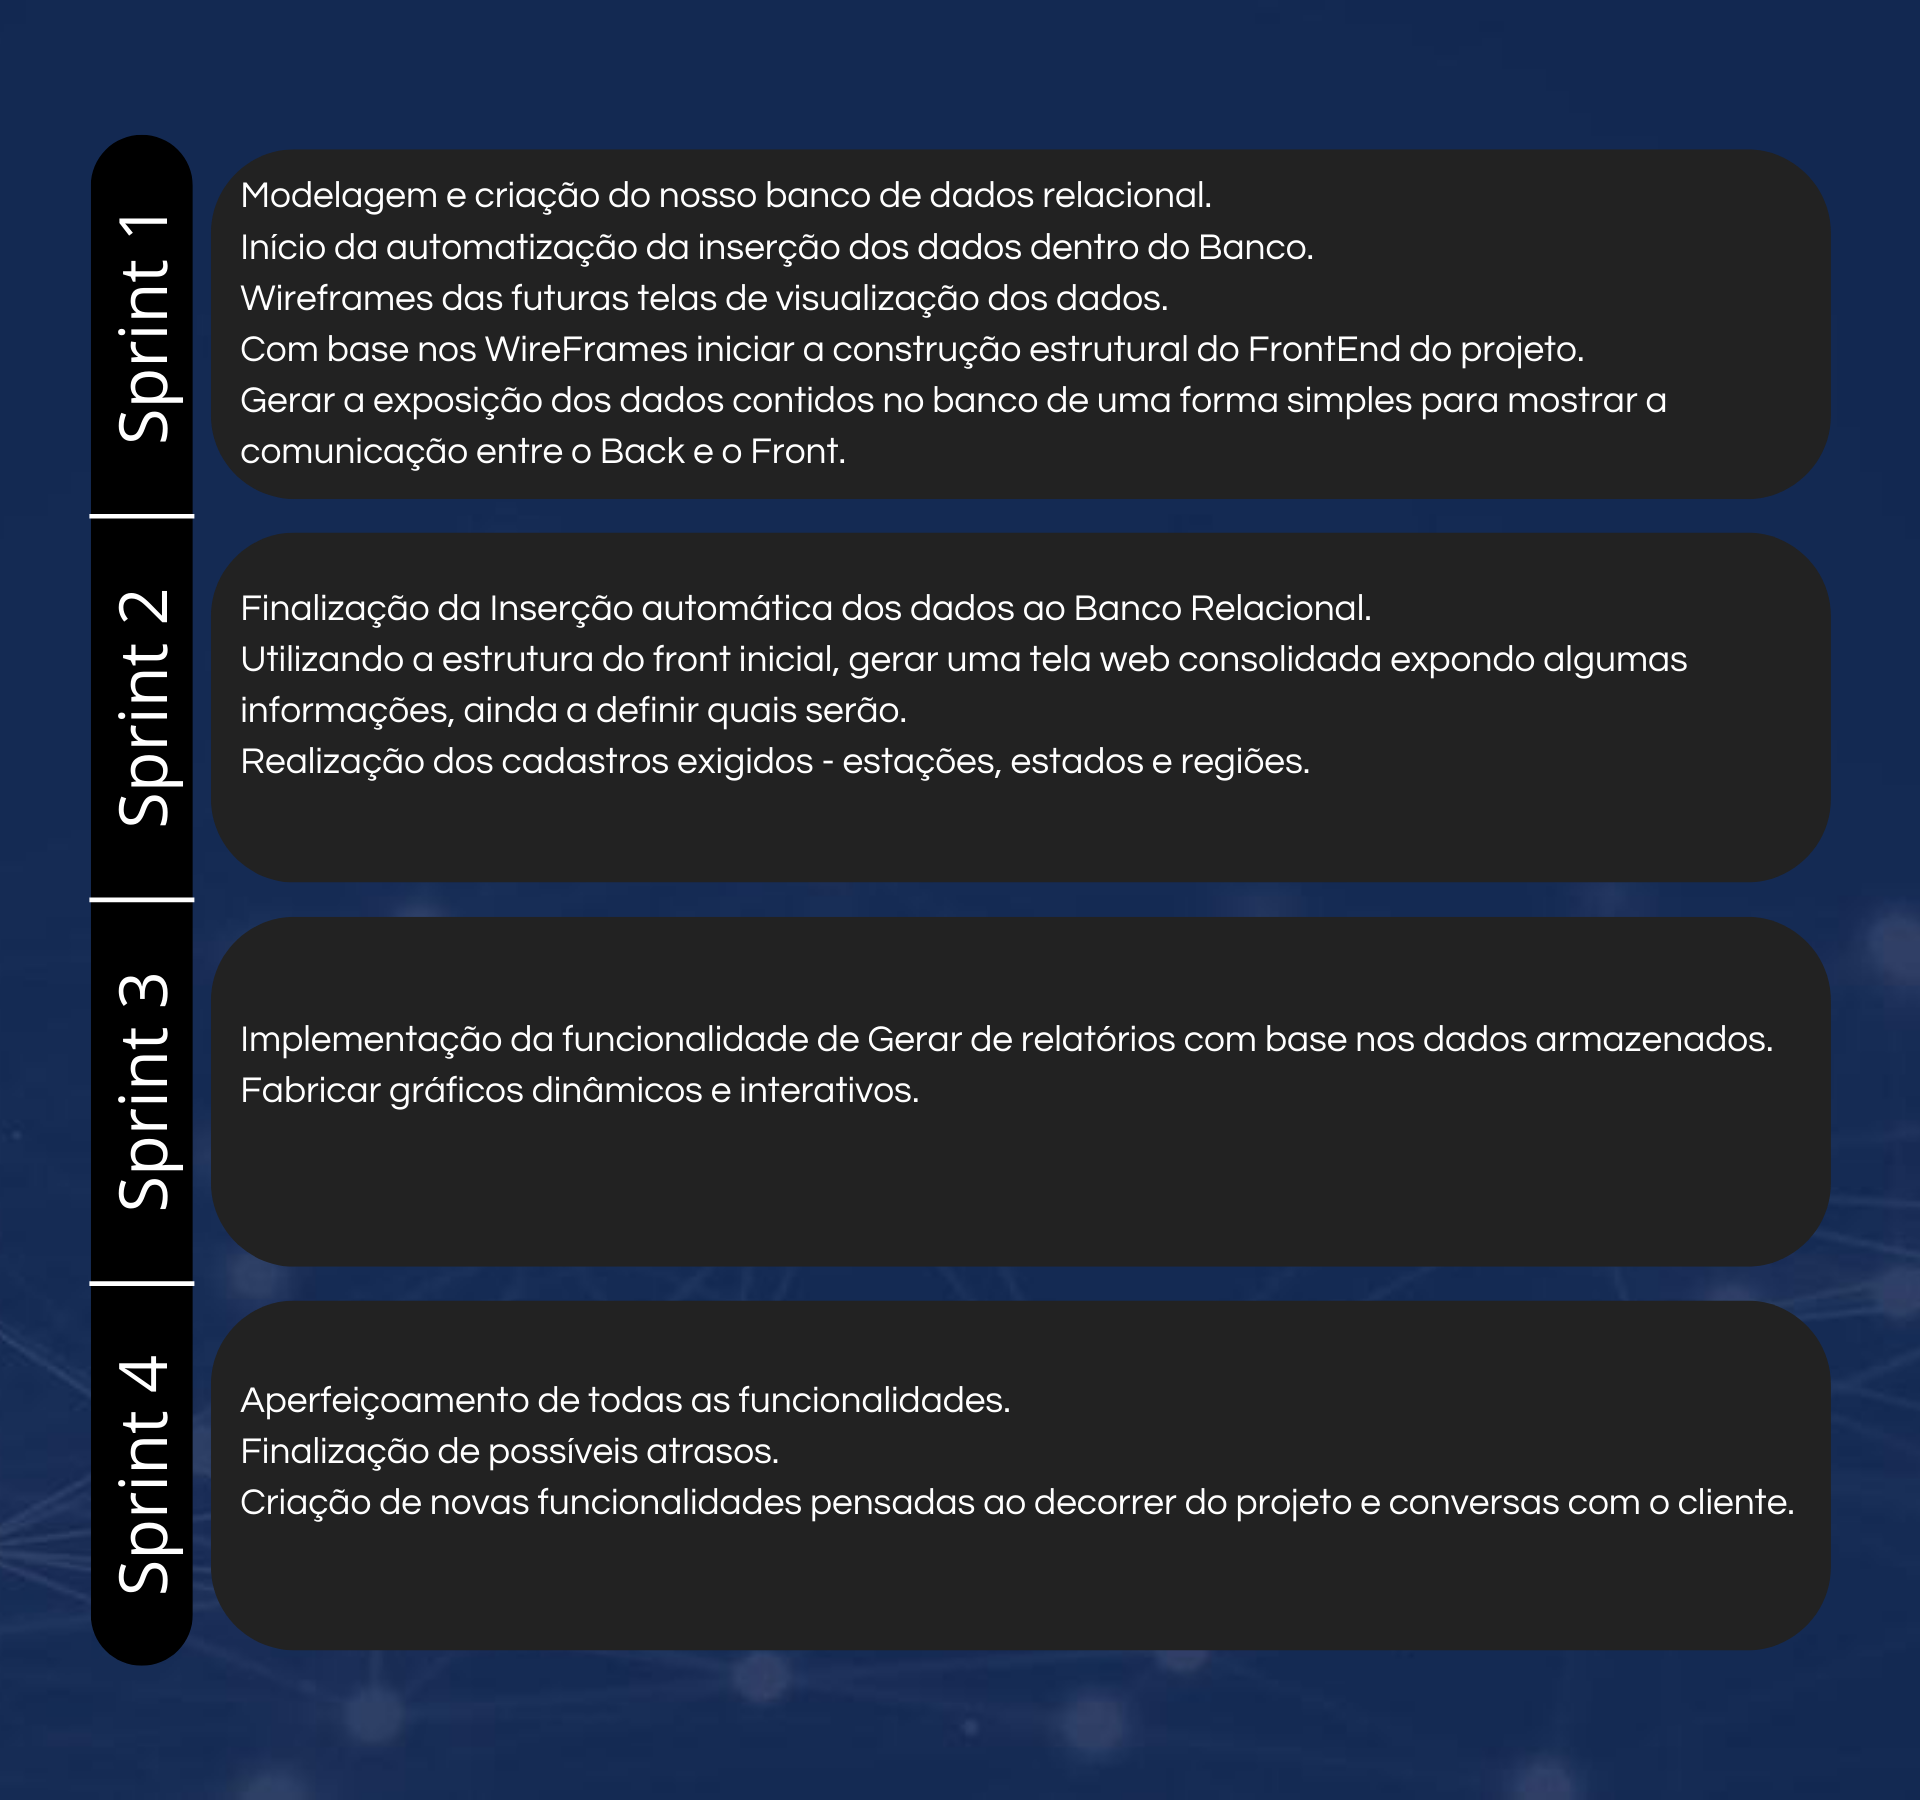 Sprint 1
Modelagem e criação do nosso banco de dados relacional.
Início da automatização da inserção dos dados dentro do Banco.
Wireframes das futuras telas de visualização dos dados.
Com base nos WireFrames iniciar a construção estrutural do FrontEnd do projeto.
Gerar a exposição dos dados contidos no banco de uma forma simples para mostrar a
comunicação entre o Back e o Front.
Sprint 2
Finalização da Inserção automática dos dados ao Banco Relacional.
Utilizando a estrutura do front inicial, gerar uma tela web consolidada expondo algumas
informações, ainda a definir quais serão.
Realização dos cadastros exigidos - estações, estados e regiões.
Sprint 3
Implementação da funcionalidade de Gerar de relatórios com base nos dados armazenados.
Fabricar gráficos dinâmicos e interativos.
Sprint 4
Aperfeiçoamento de todas as funcionalidades.
Finalização de possíveis atrasos.
Criação de novas funcionalidades pensadas ao decorrer do projeto e conversas com o cliente.